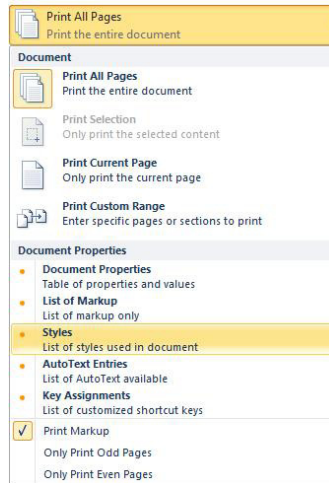 Print All Pages
Print the entire document
Document
Print All Pages
Print the entire document
Print Selection
Only print the selected content
Print Current Page
Only print the current page
Print Custom Range
Enter specific pages or sections to print
Document Properties
Document Properties
Table of properties and values
List of Markup
List of markup only
Styles
List of styles used in document
AutoText Entries
List of AutoText available
Key Assignments
List of customized shortcut keys
Print Markup
Only Print Odd Pages
Only Print Even Pages